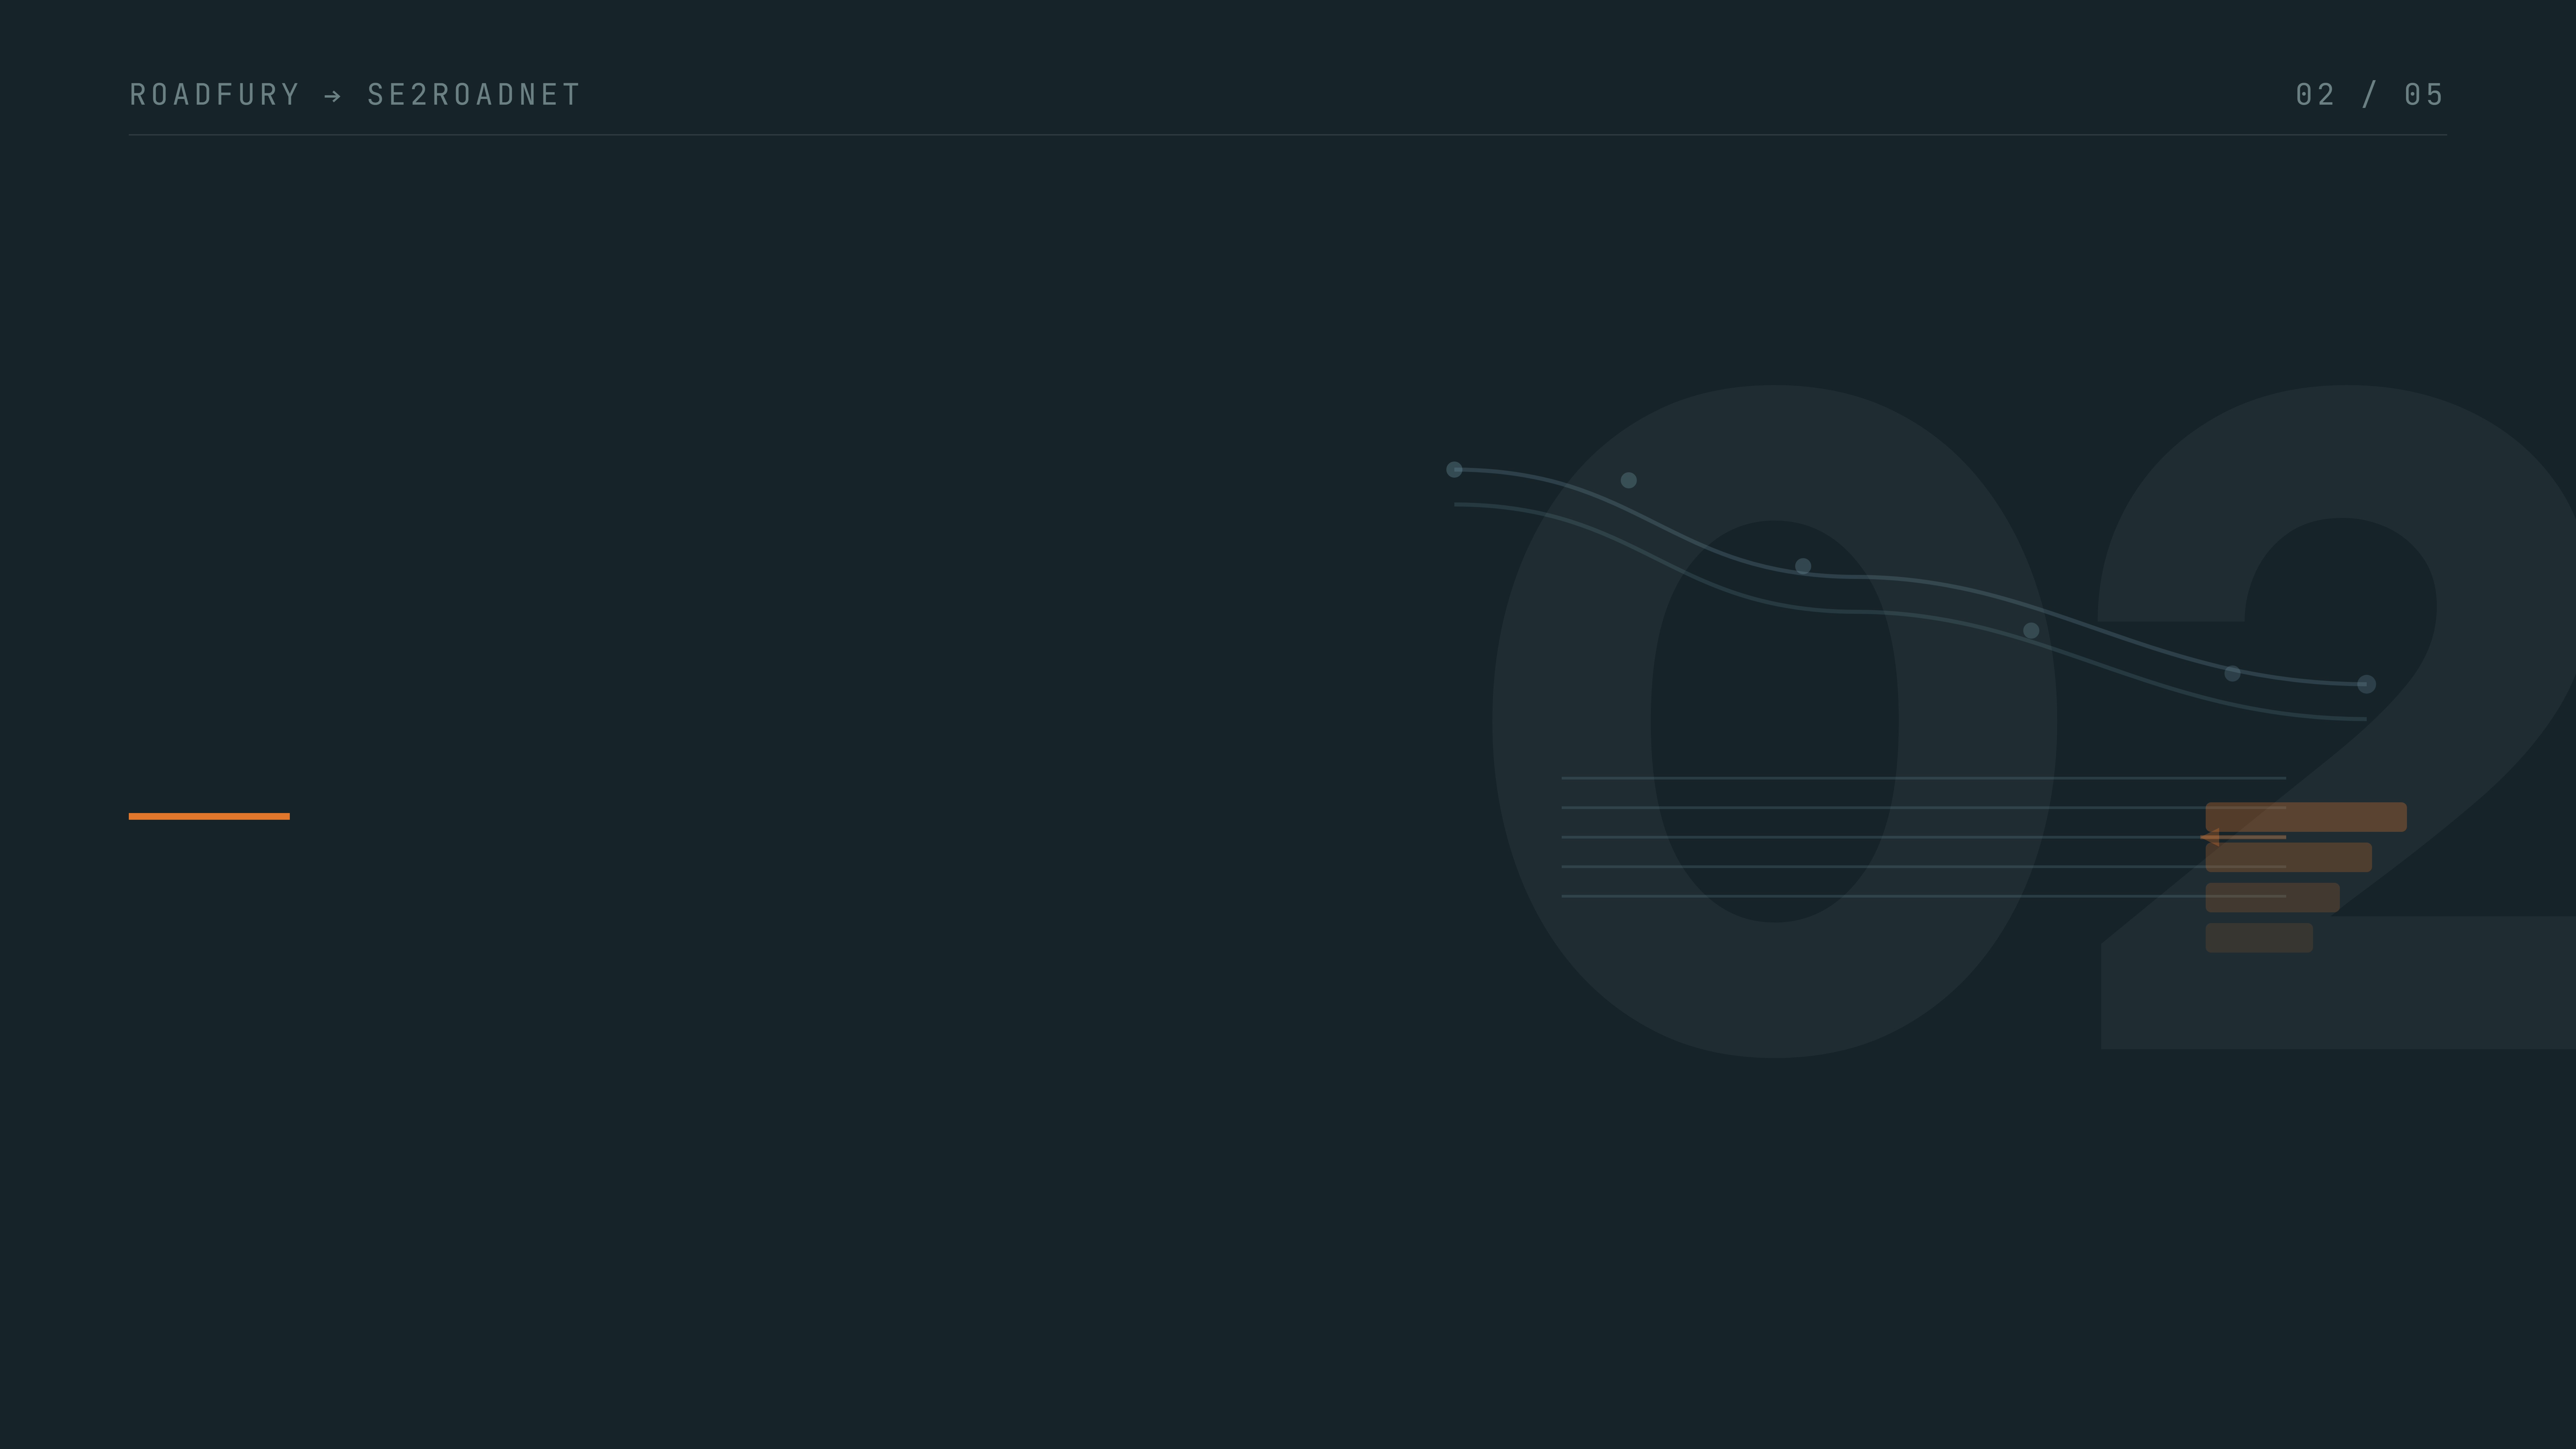 ROADFURY → SE2ROADNET
02 / 05
02